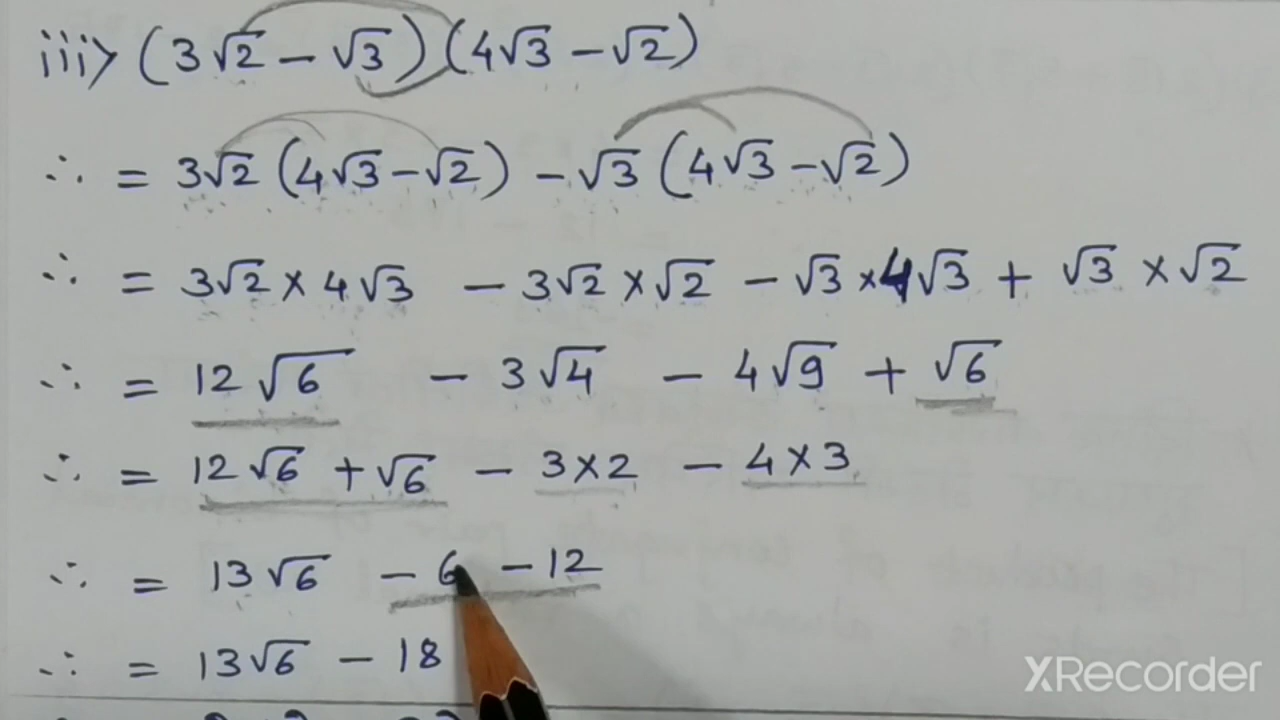 iii> (3√2 − √3) (4√3 − √2)
∴ = 3√2 (4√3 − √2) − √3 (4√3 − √2)
∴ = 3√2 × 4√3 − 3√2 × √2 − √3 × 4√3 + √3 × √2
∴ = 12√6 − 3√4 − 4√9 + √6
∴ = 12√6 + √6 − 3×2 − 4×3
∴ = 13√6 − 6 − 12
∴ = 13√6 − 18
XRecorder